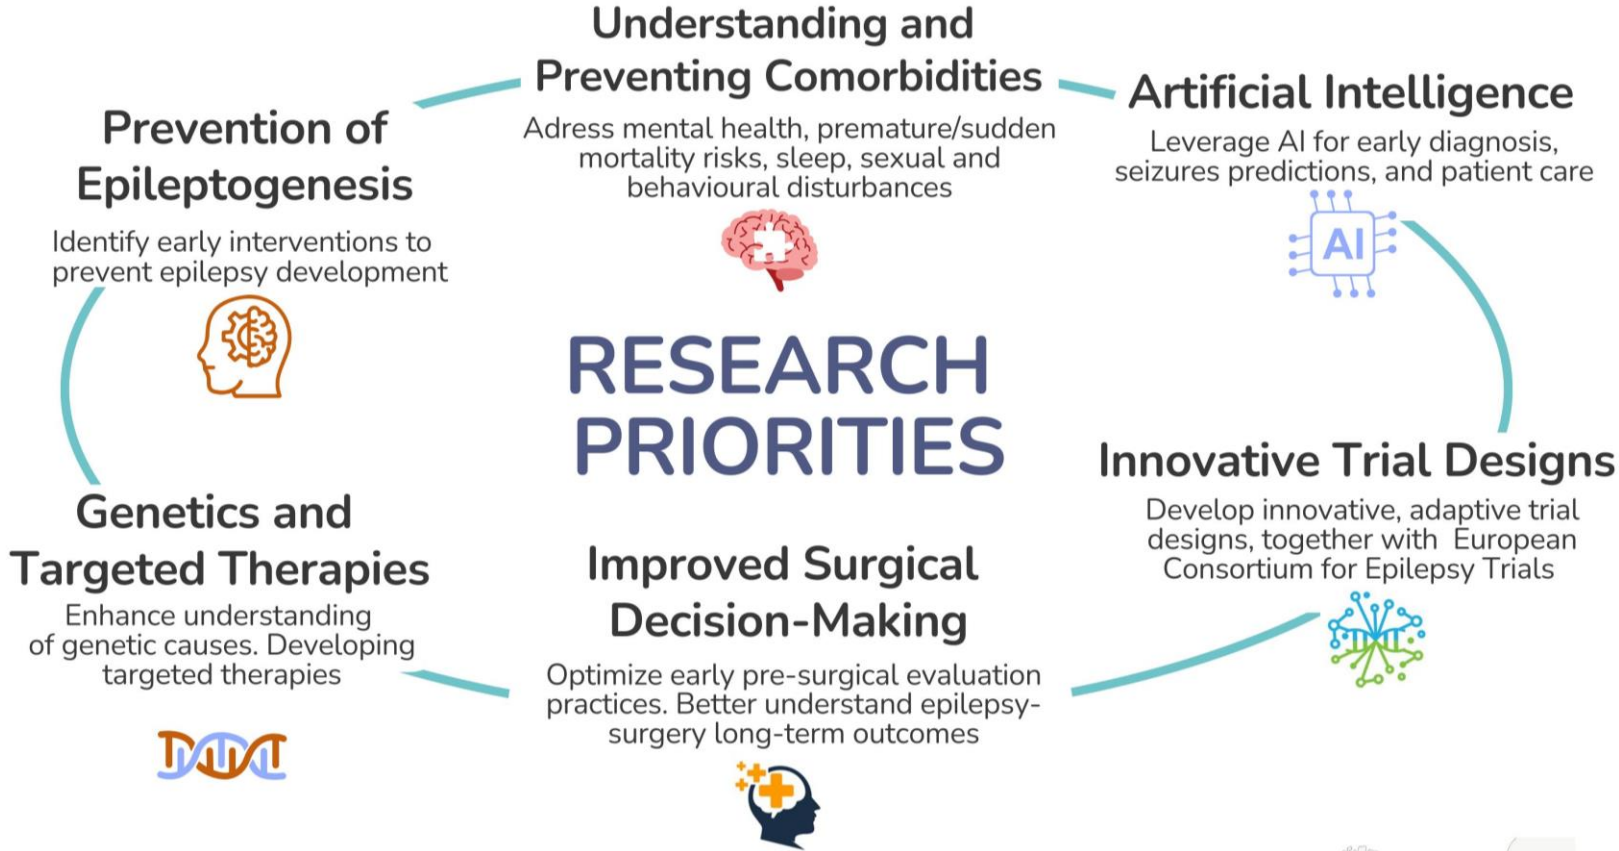 Understanding and
Preventing Comorbidities
Adress mental health, premature/sudden
mortality risks, sleep, sexual and
behavioural disturbances
Artificial Intelligence
Leverage AI for early diagnosis,
seizures predictions, and patient care
AI
Prevention of
Epileptogenesis
Identify early interventions to
prevent epilepsy development
RESEARCH
PRIORITIES
Innovative Trial Designs
Develop innovative, adaptive trial
designs, together with European
Consortium for Epilepsy Trials
Genetics and
Targeted Therapies
Enhance understanding
of genetic causes. Developing
targeted therapies
Improved Surgical
Decision-Making
Optimize early pre-surgical evaluation
practices. Better understand epilepsy-
surgery long-term outcomes